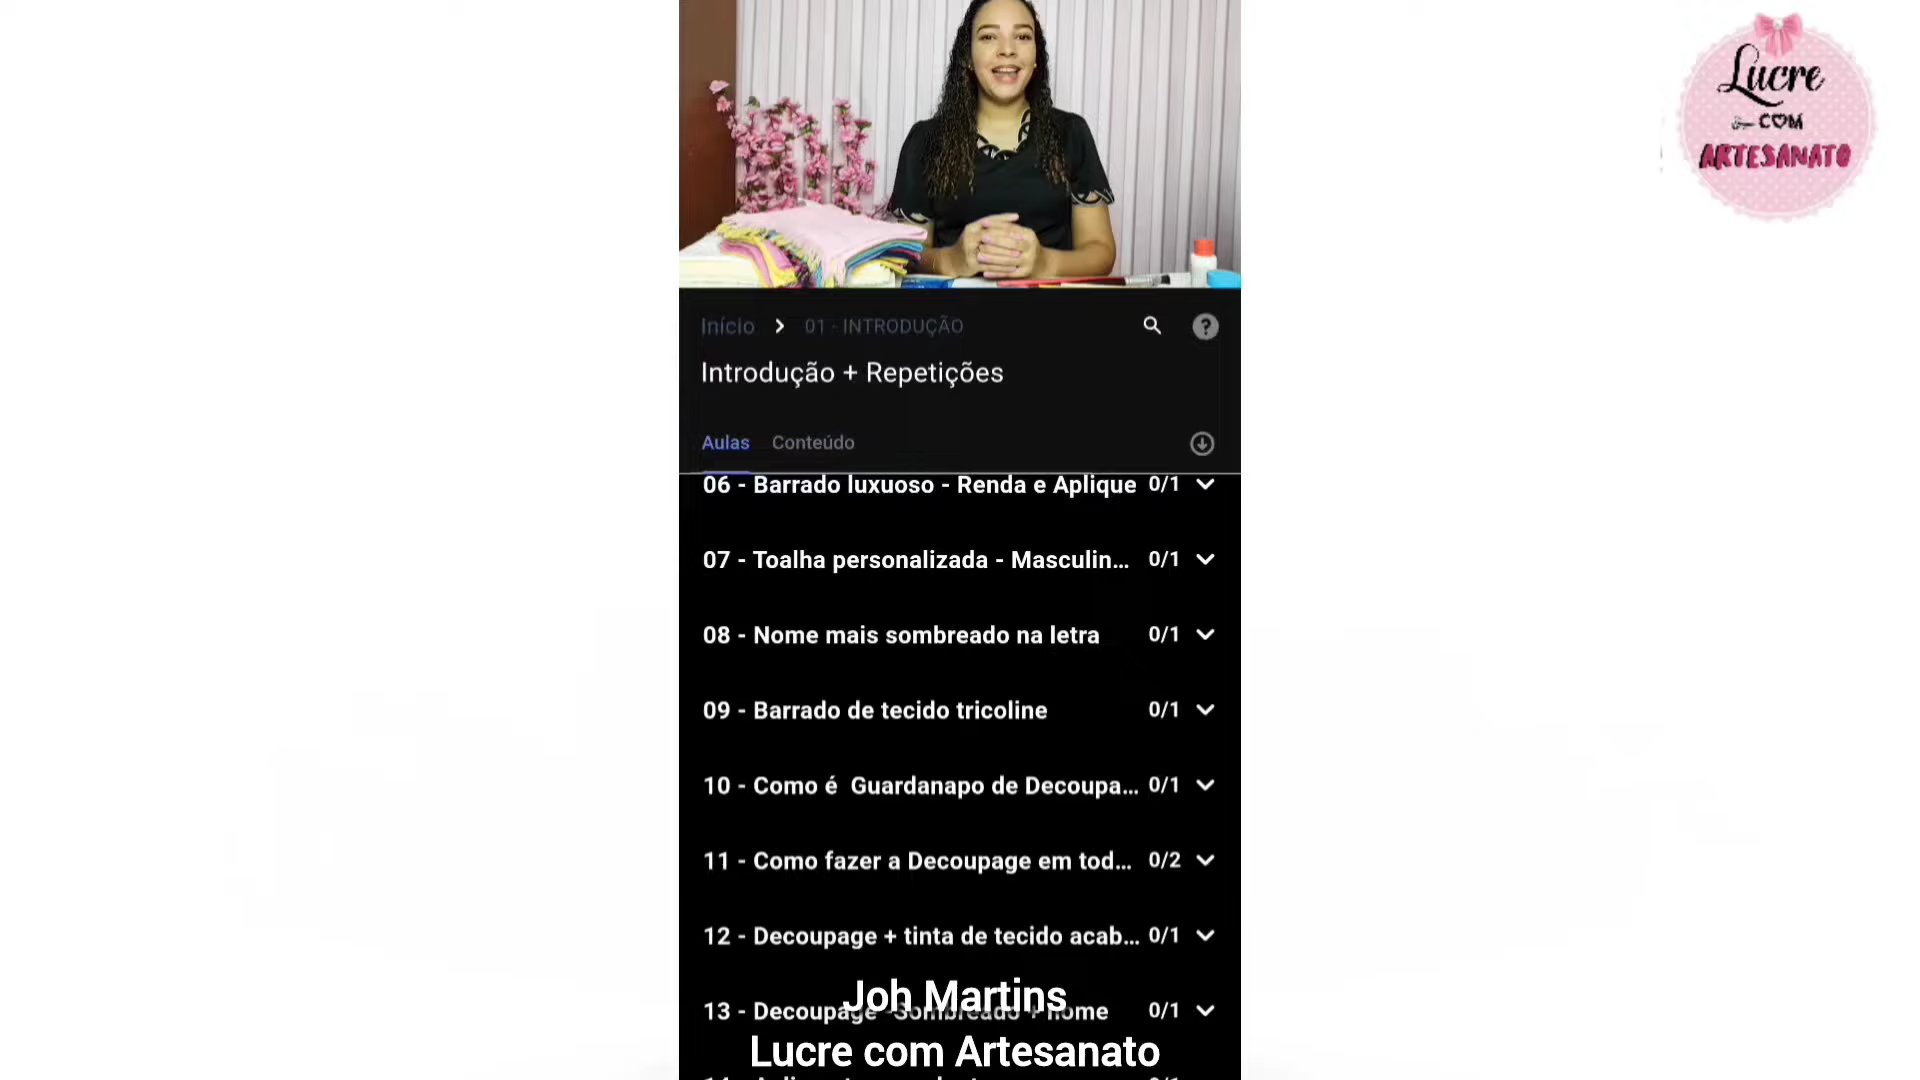 Lucre
COM
ARTESANATO
Início > 01 - INTRODUÇÃO
Introdução + Repetições
Aulas Conteúdo
06 - Barrado luxuoso - Renda e Aplique 0/1
07 - Toalha personalizada - Masculin... 0/1
08 - Nome mais sombreado na letra 0/1
09 - Barrado de tecido tricoline 0/1
10 - Como é Guardanapo de Decoupa... 0/1
11 - Como fazer a Decoupage em tod... 0/2
12 - Decoupage + tinta de tecido acab... 0/1
Joh Martins
13 - Decoupage - Sombreado + nome 0/1
Lucre com Artesanato